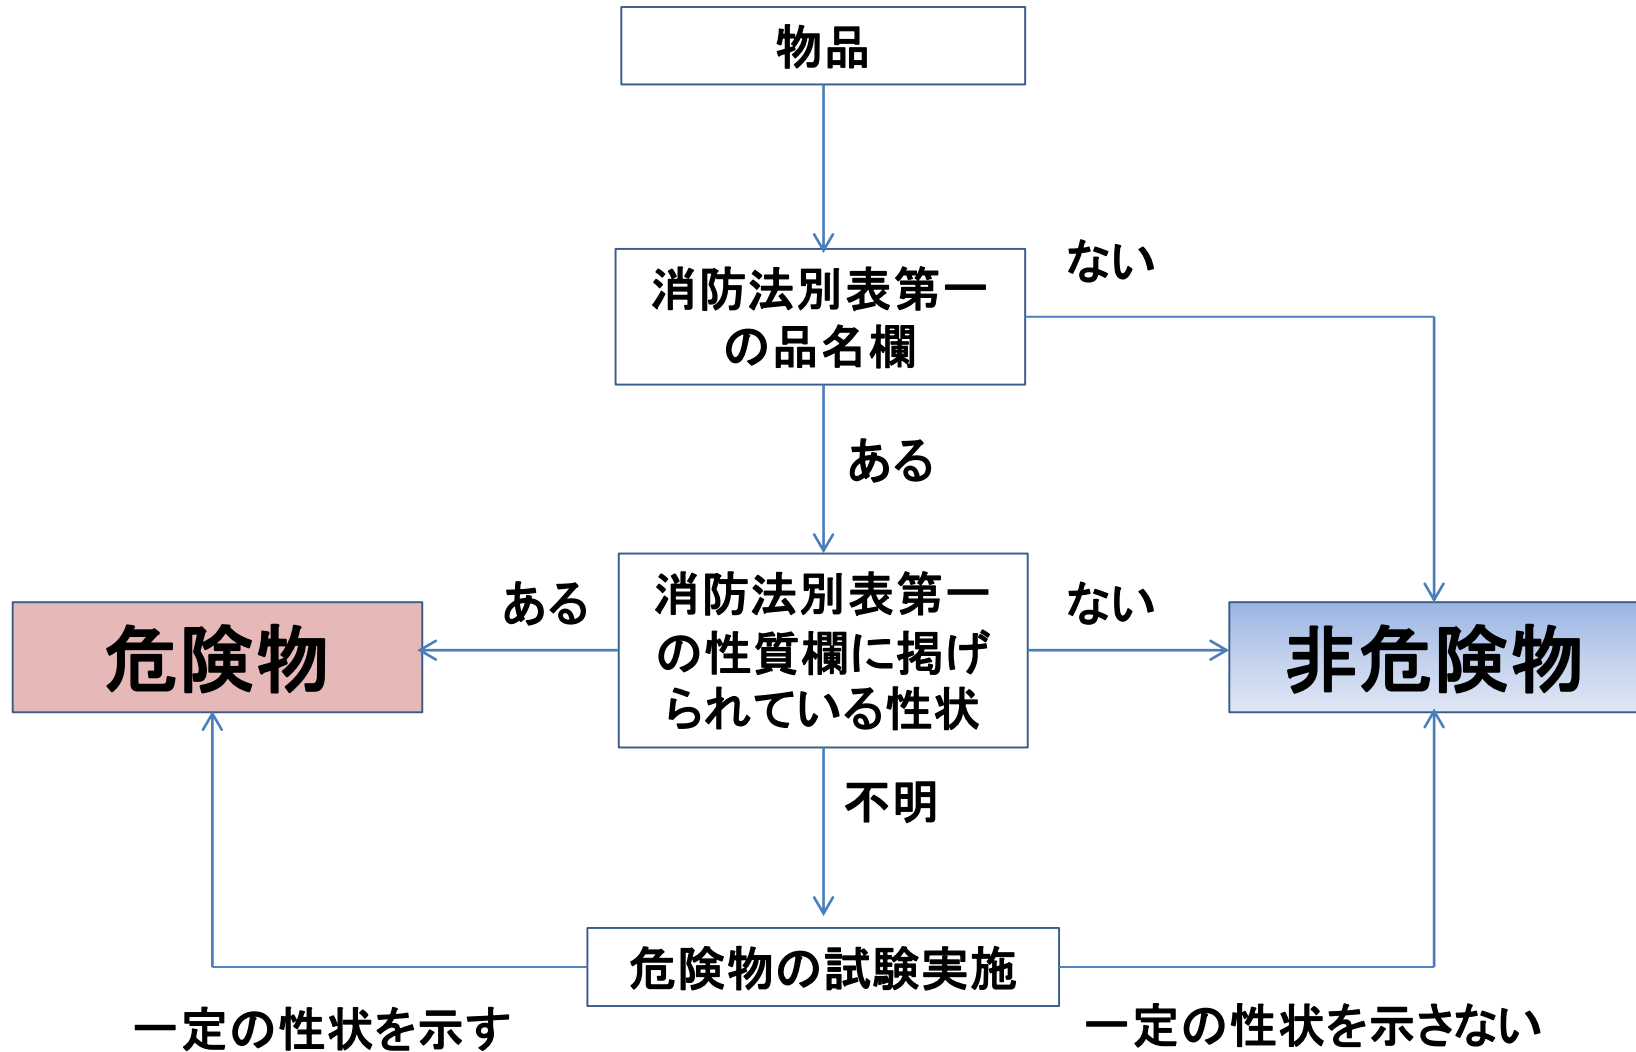 物品
ない
消防法別表第一
の品名欄
ある
ある
消防法別表第一
の性質欄に掲げ
られている性状
ない
危険物
非危険物
不明
危険物の試験実施
一定の性状を示す
一定の性状を示さない